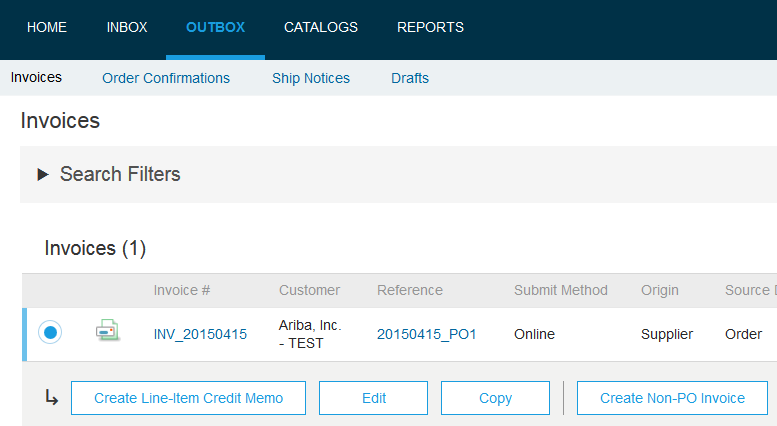 HOME INBOX OUTBOX CATALOGS REPORTS
Invoices Order Confirmations Ship Notices Drafts
Invoices
Search Filters
Invoices (1)
Invoice # Customer Reference Submit Method Origin Source D
INV_20150415 Ariba, Inc. - TEST 20150415_PO1 Online Supplier Order
Create Line-Item Credit Memo Edit Copy Create Non-PO Invoice